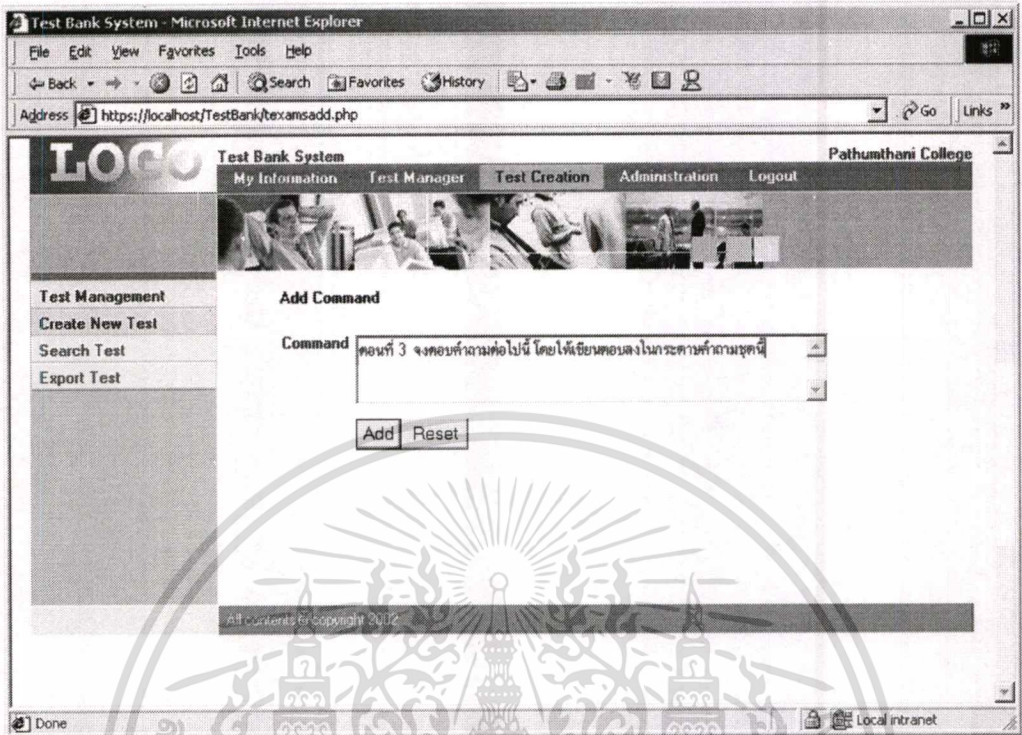 Test Bank System - Microsoft Internet Explorer
File Edit View Favorites Tools Help
Back Search Favorites History
Address https://localhost/TestBank/texamsadd.php Go Links »
LOGO Test Bank System Pathumthani College
My Information Test Manager Test Creation Administration Logout
Test Management
Create New Test
Search Test
Export Test
Add Command
Command ตอนที่ 3 จงตอบคำถามต่อไปนี้ โดยให้เขียนตอบลงในกระดาษคำถามชุดนี้
Add Reset
All contents © copyright 2002
Done Local intranet